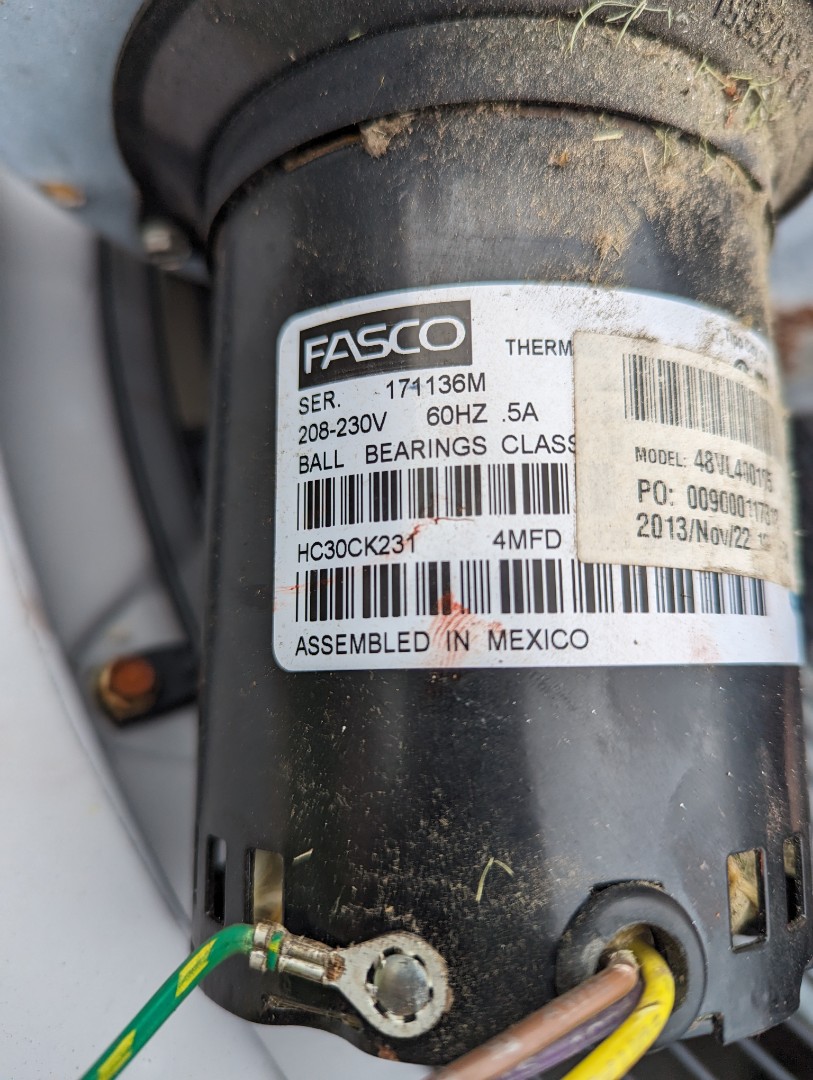 FASCO
THERM
SER. 171136M
208-230V 60HZ .5A
BALL BEARINGS CLASS
HC30CK231 4MFD
ASSEMBLED IN MEXICO
MODEL:
PO:
2013/Nov/22